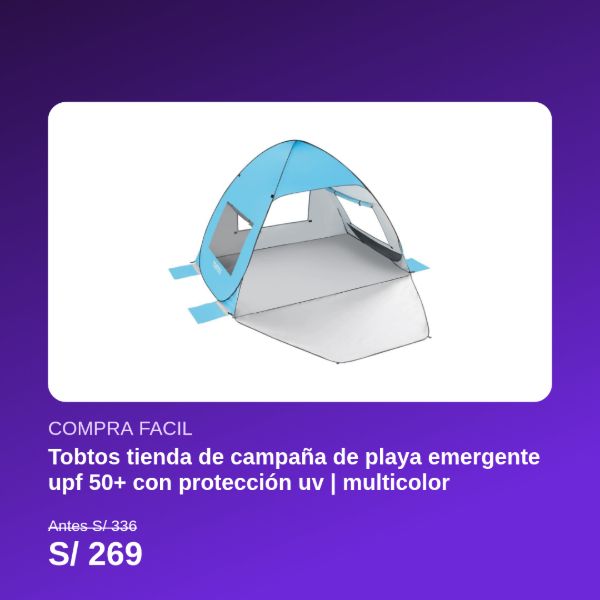 COMPRA FACIL
Tobtos tienda de campaña de playa emergente
upf 50+ con protección uv | multicolor
Antes S/ 336
S/ 269